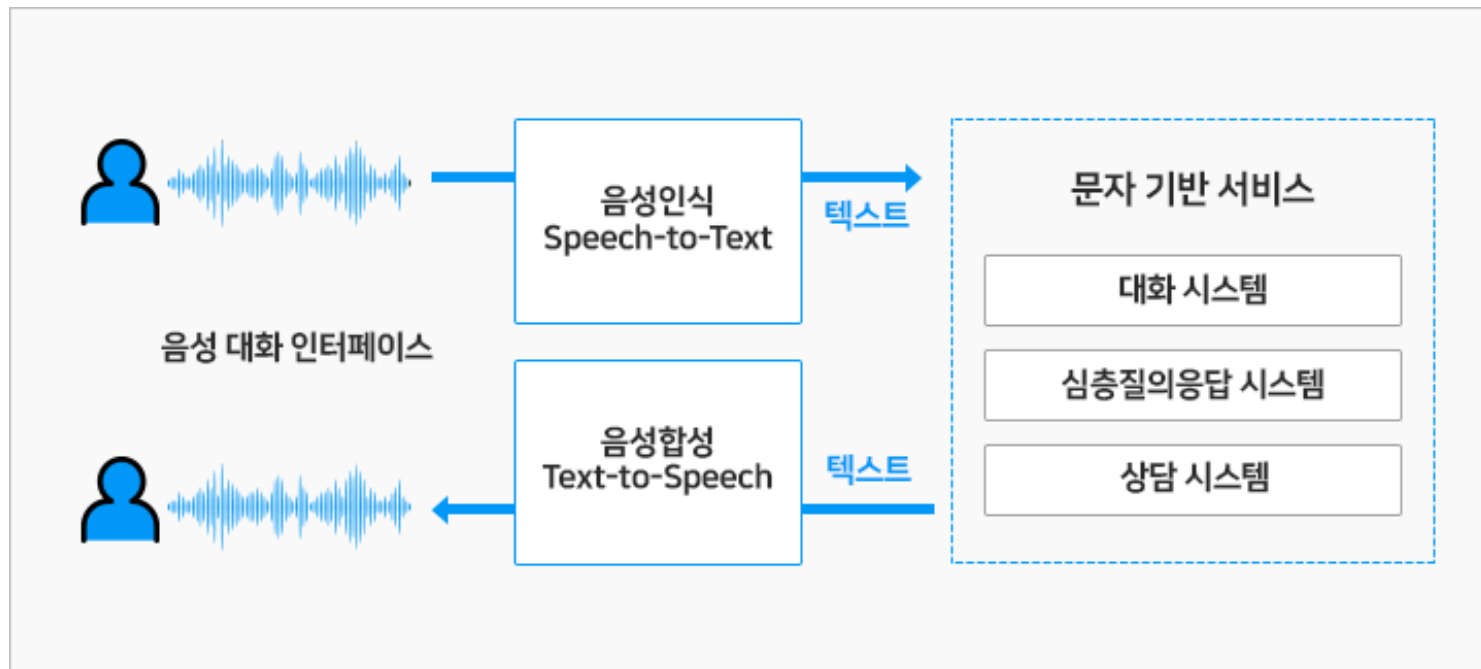 음성인식
Speech-to-Text
텍스트
문자 기반 서비스
대화 시스템
심층질의응답 시스템
상담 시스템
음성 대화 인터페이스
음성합성
Text-to-Speech
텍스트